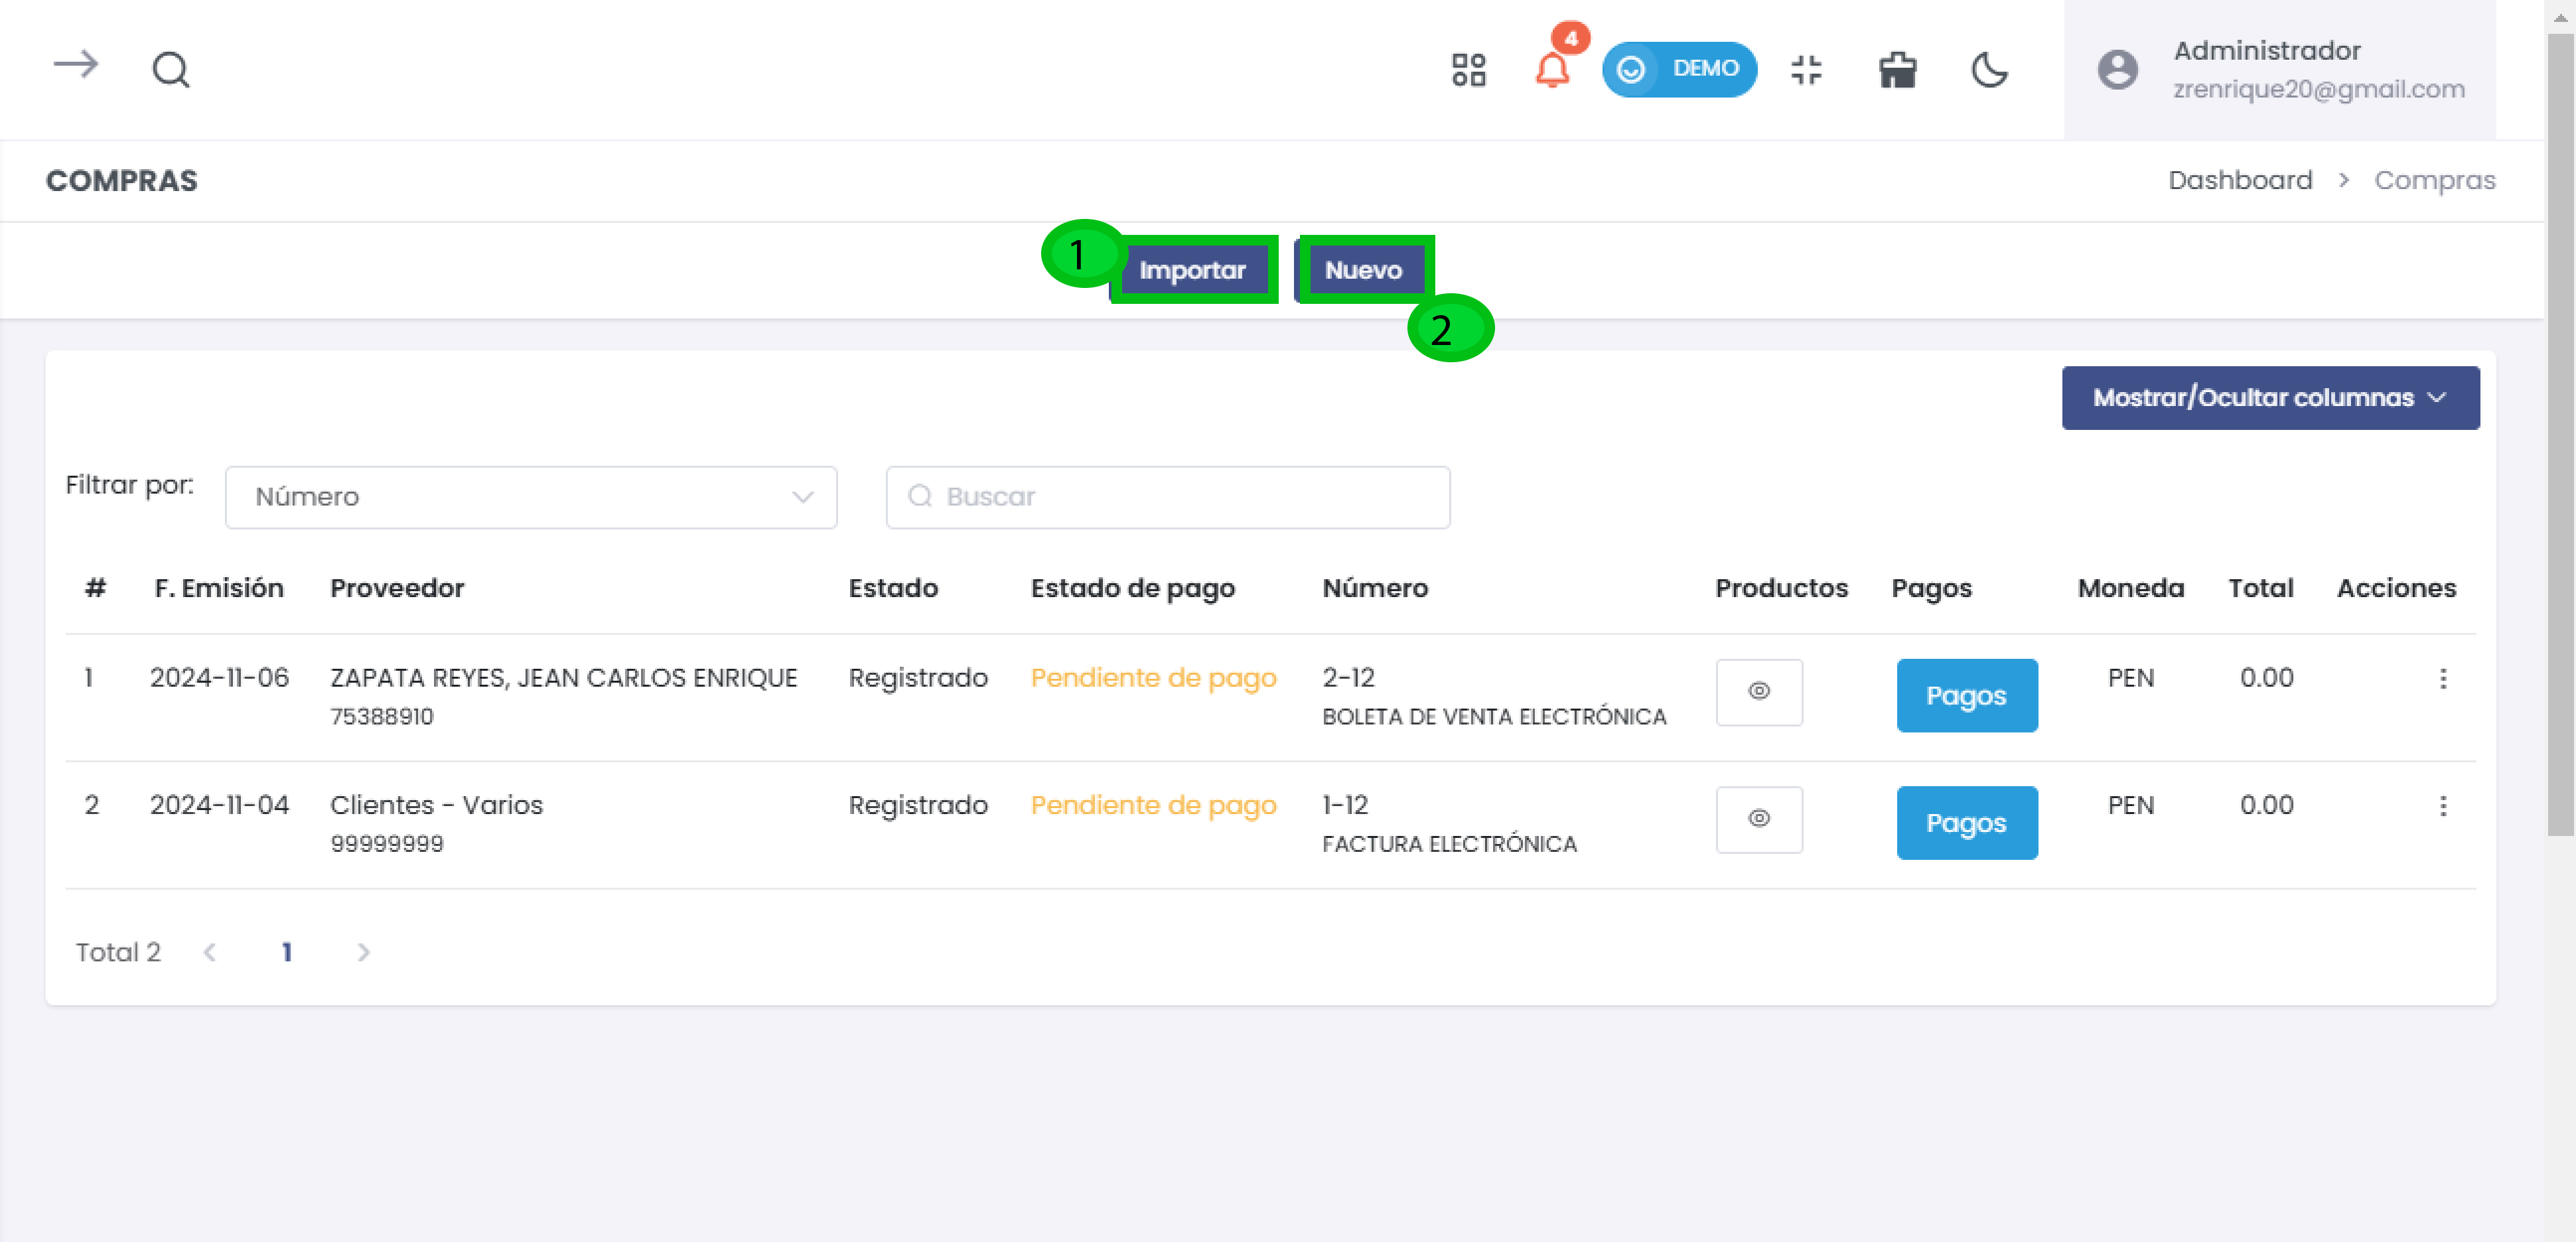 4
DEMO
Administrador
zrenrique20@gmail.com
COMPRAS
Dashboard > Compras
1
Importar
Nuevo
2
Mostrar/Ocultar columnas
Filtrar por:
Número
Buscar
# F. Emisión Proveedor Estado Estado de pago Número Productos Pagos Moneda Total Acciones
1 2024-11-06 ZAPATA REYES, JEAN CARLOS ENRIQUE Registrado Pendiente de pago 2-12 Pagos PEN 0.00
75388910 BOLETA DE VENTA ELECTRÓNICA
2 2024-11-04 Clientes - Varios Registrado Pendiente de pago 1-12 Pagos PEN 0.00
99999999 FACTURA ELECTRÓNICA
Total 2 < 1 >